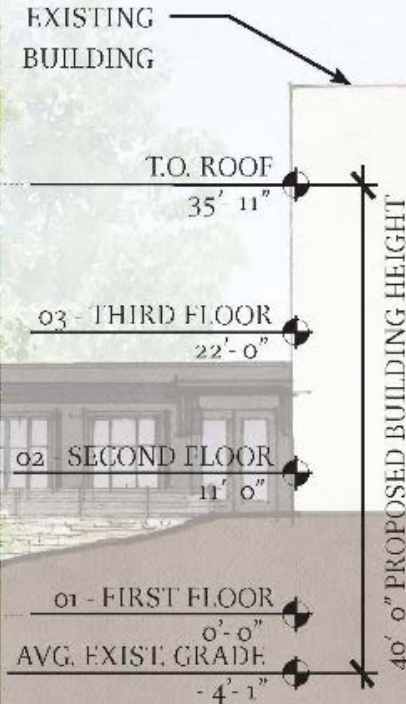 EXISTING
BUILDING
T.O. ROOF
35'-11"
03 - THIRD FLOOR
22'-0"
02 - SECOND FLOOR
11'-0"
01 - FIRST FLOOR
0'-0"
AVG. EXIST. GRADE
-4'-1"
40'-0" PROPOSED BUILDING HEIGHT